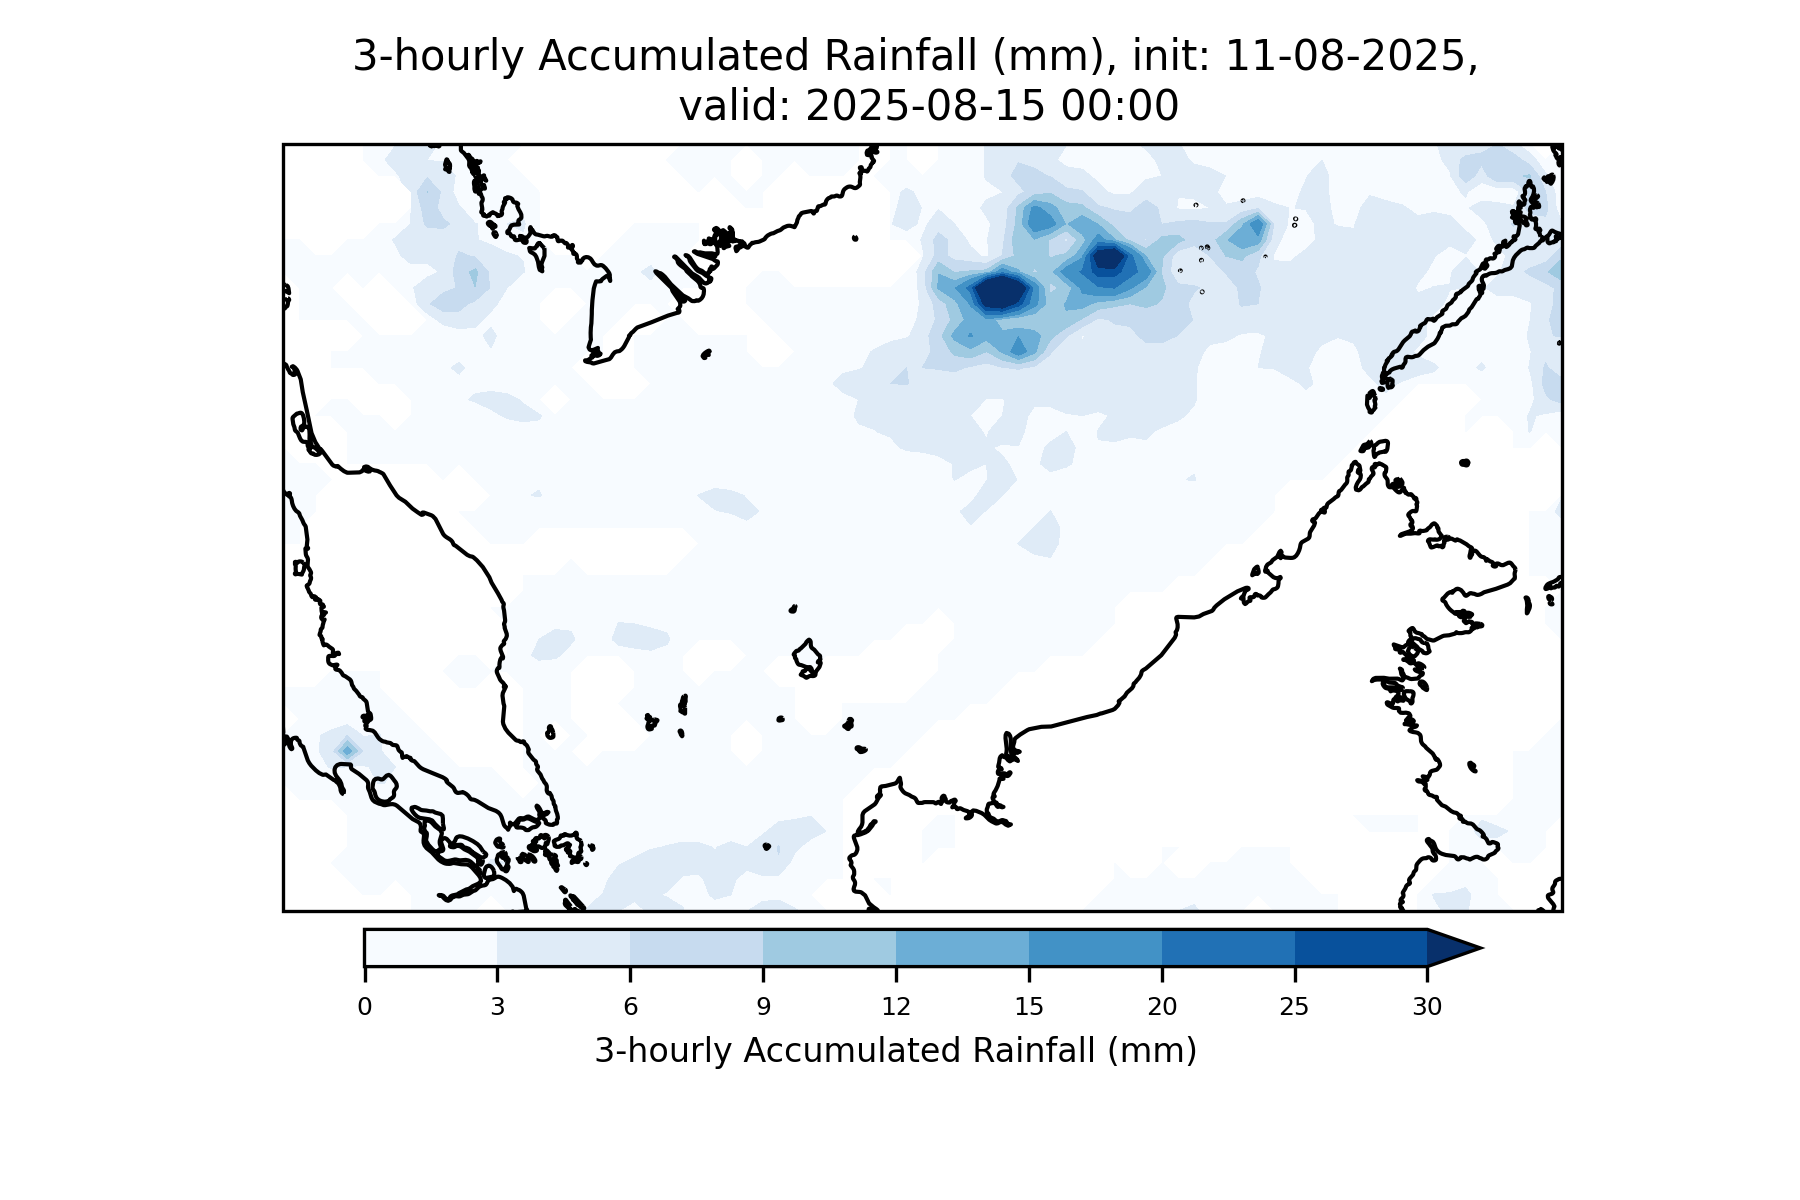 3-hourly Accumulated Rainfall (mm), init: 11-08-2025,
valid: 2025-08-15 00:00
0 3 6 9 12 15 20 25 30
3-hourly Accumulated Rainfall (mm)